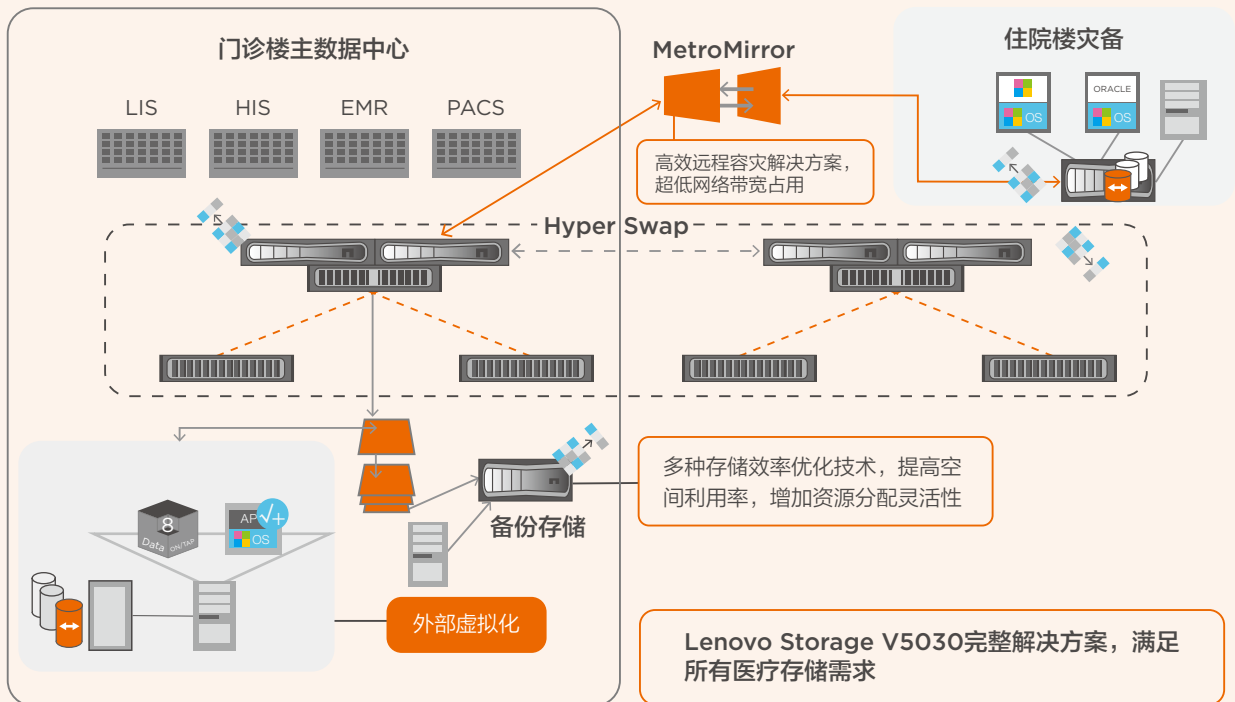 门诊楼主数据中心
LIS
HIS
EMR
PACS
MetroMirror
高效远程容灾解决方案，
超低网络带宽占用
住院楼灾备
OS
ORACLE
OS
Hyper Swap
多种存储效率优化技术，提高空
间利用率，增加资源分配灵活性
备份存储
8
Data
ON/TAP
AP
√+
OS
外部虚拟化
Lenovo Storage V5030完整解决方案，满足
所有医疗存储需求